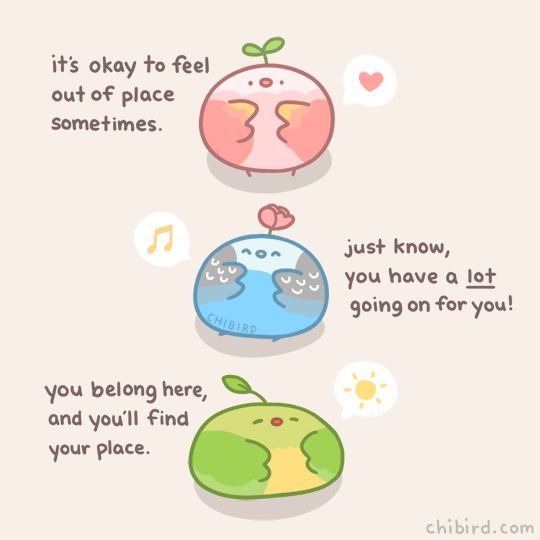 it's okay to feel
out of place
sometimes.
just know,
you have a lot
going on for you!
CHIBIRD
you belong here,
and you'll find
your place.
chibird.com